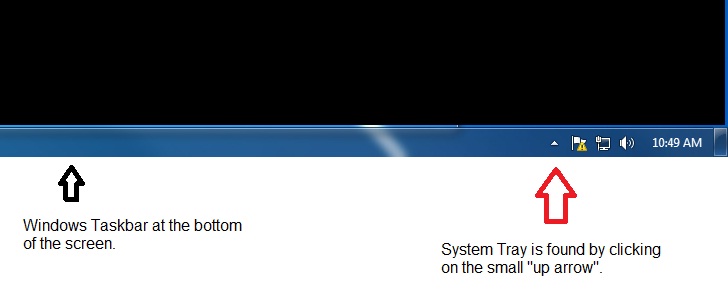 10:49 AM
Windows Taskbar at the bottom
of the screen.
System Tray is found by clicking
on the small "up arrow".